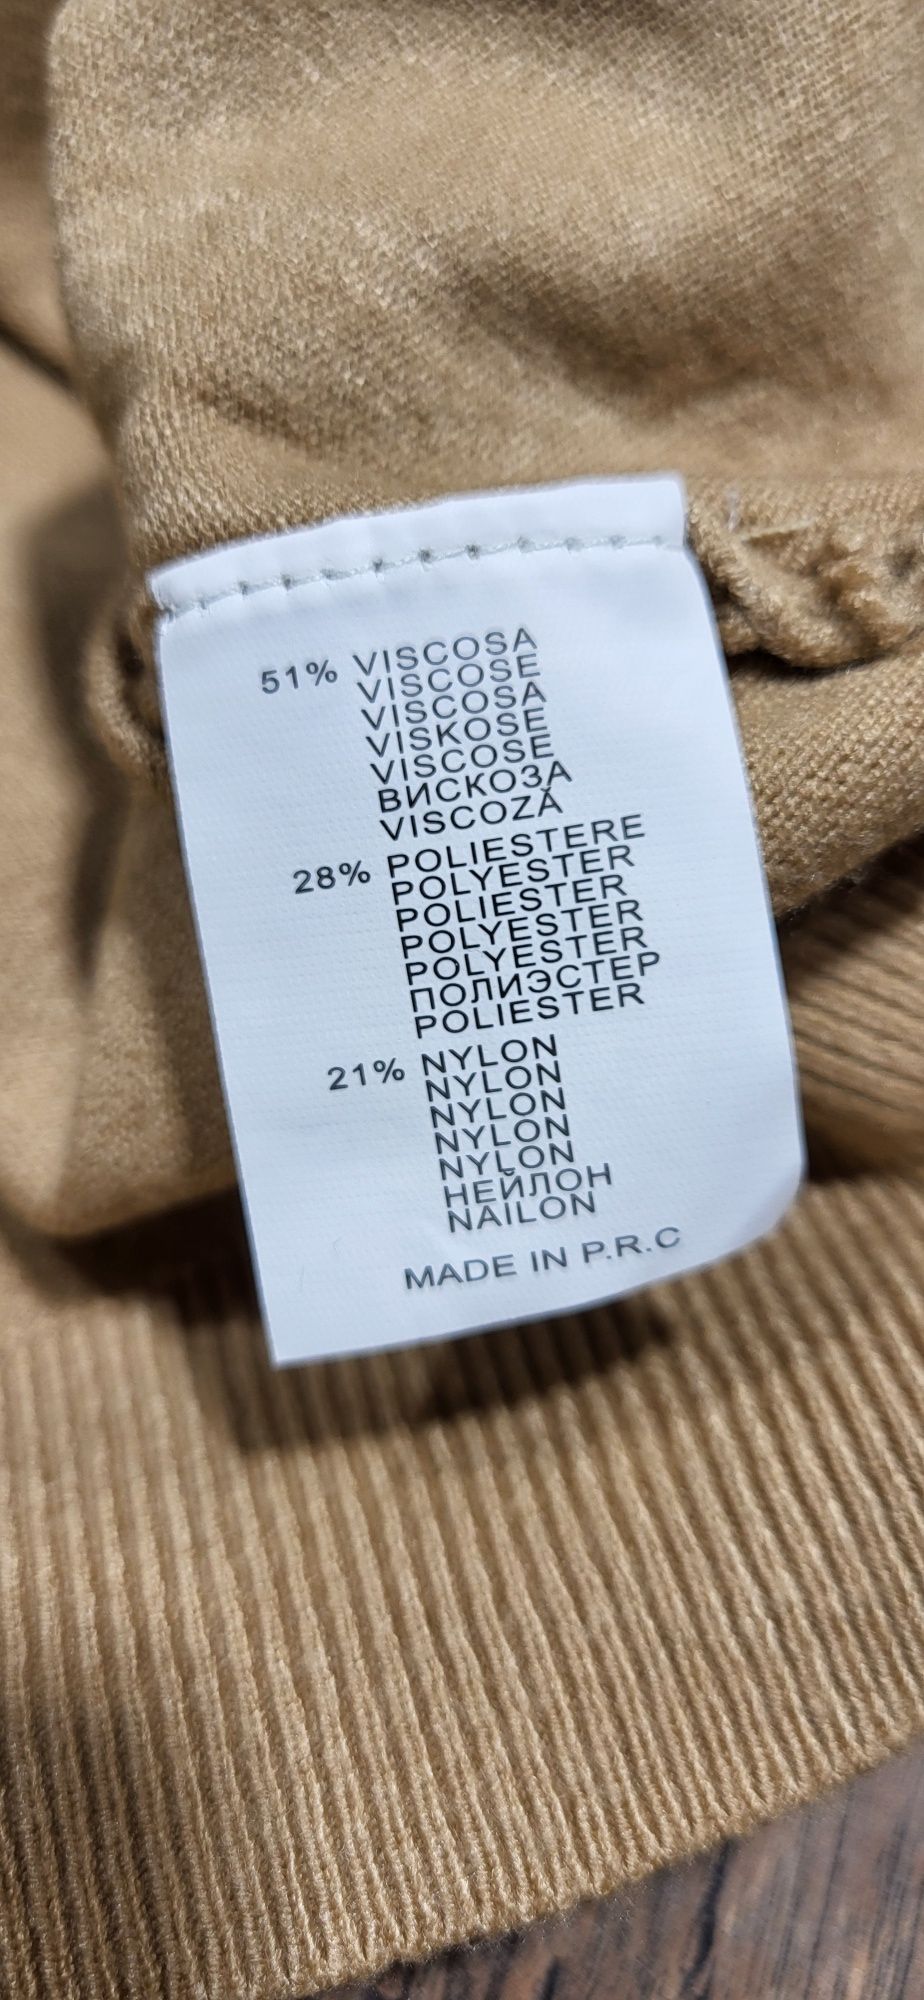 51% VISCOSA
VISCOSE
VISCOSA
VISKOSE
VISCOSE
ВИСКОЗА
VISCOZĂ
28% POLIESTERE
POLYESTER
POLIESTER
POLYESTER
POLYESTER
ПОЛИЭСТЕР
POLIESTER
21% NYLON
NYLON
NYLON
NYLON
NYLON
НЕЙЛОН
NAILON
MADE IN P.R.C